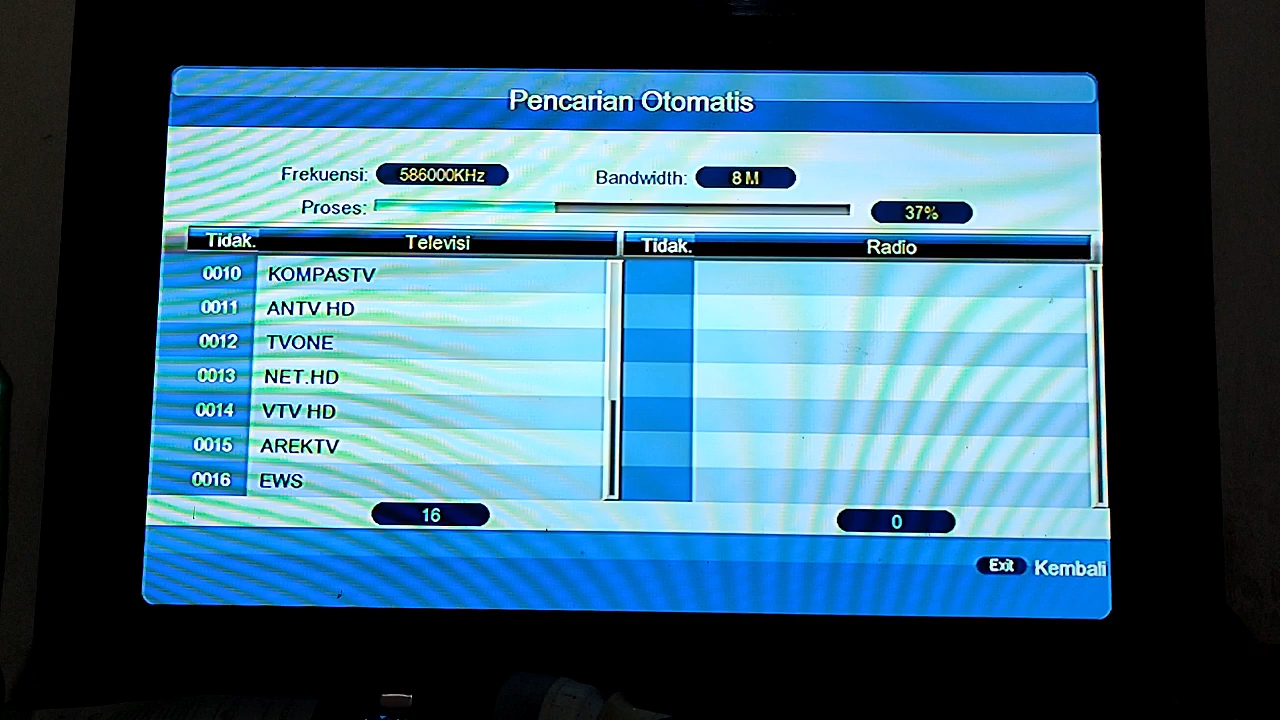 Pencarian Otomatis
Frekuensi: 586000KHz Bandwidth: 8 M
Proses: 37%
Tidak. Televisi Tidak. Radio
0010 KOMPASTV
0011 ANTV HD
0012 TVONE
0013 NET.HD
0014 VTV HD
0015 AREKTV
0016 EWS
16 0
Exit Kembali